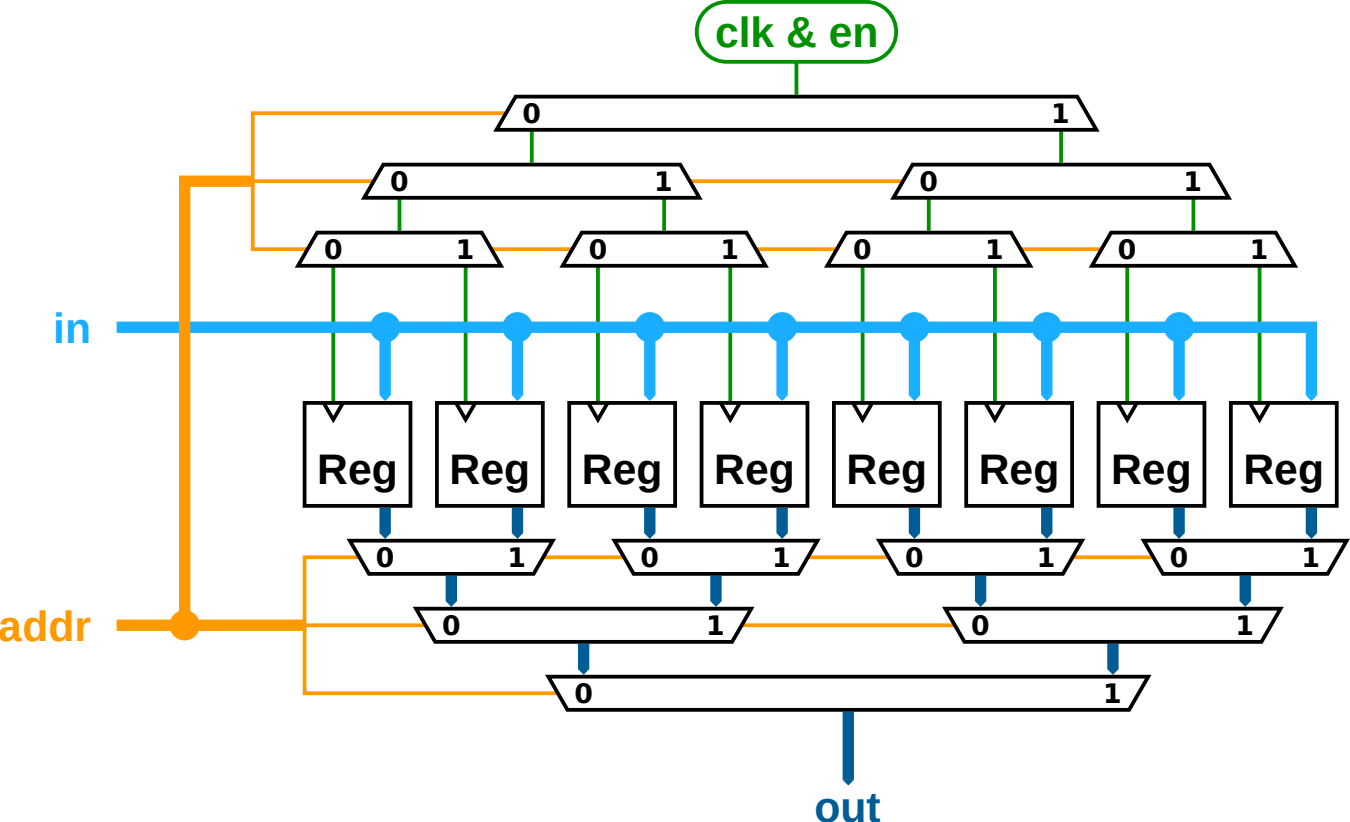 clk & en
0 1
0 1 0 1
0 1 0 1 0 1 0 1
in
Reg Reg Reg Reg Reg Reg Reg Reg
0 1 0 1 0 1 0 1
addr
0 1 0 1
0 1
out